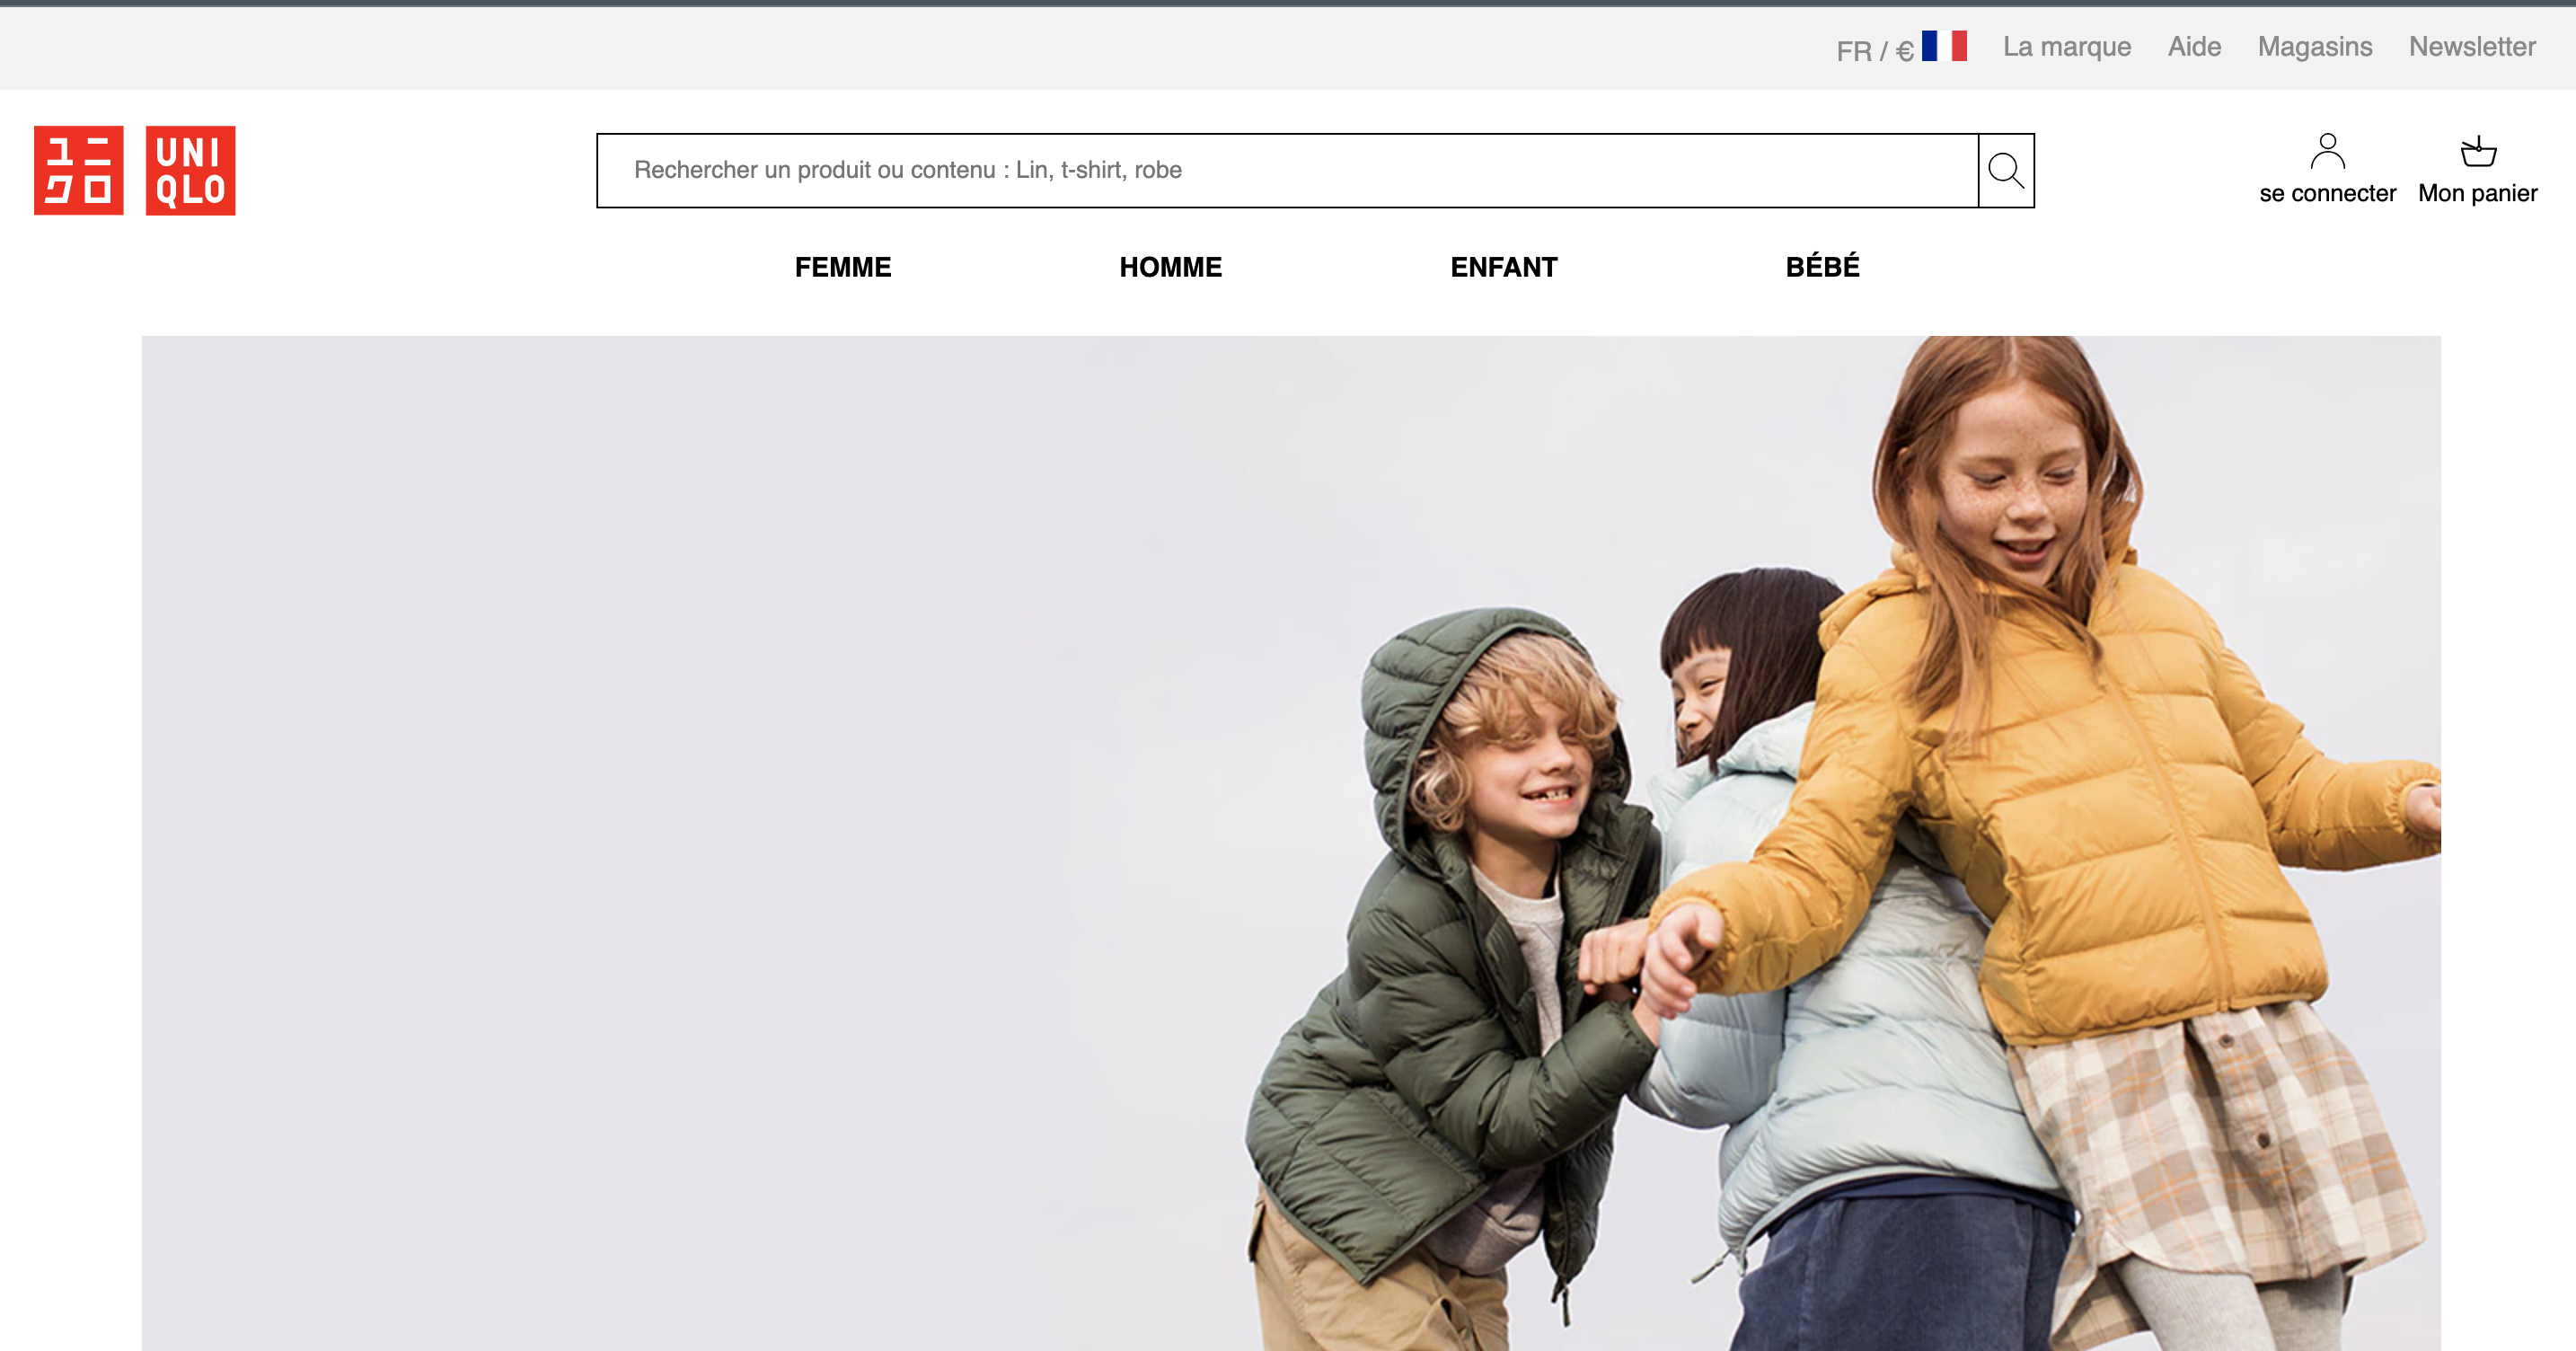 FR / € La marque Aide Magasins Newsletter
ユニ UNI
クロ QLO
Rechercher un produit ou contenu : Lin, t-shirt, robe
se connecter Mon panier
FEMME HOMME ENFANT BÉBÉ